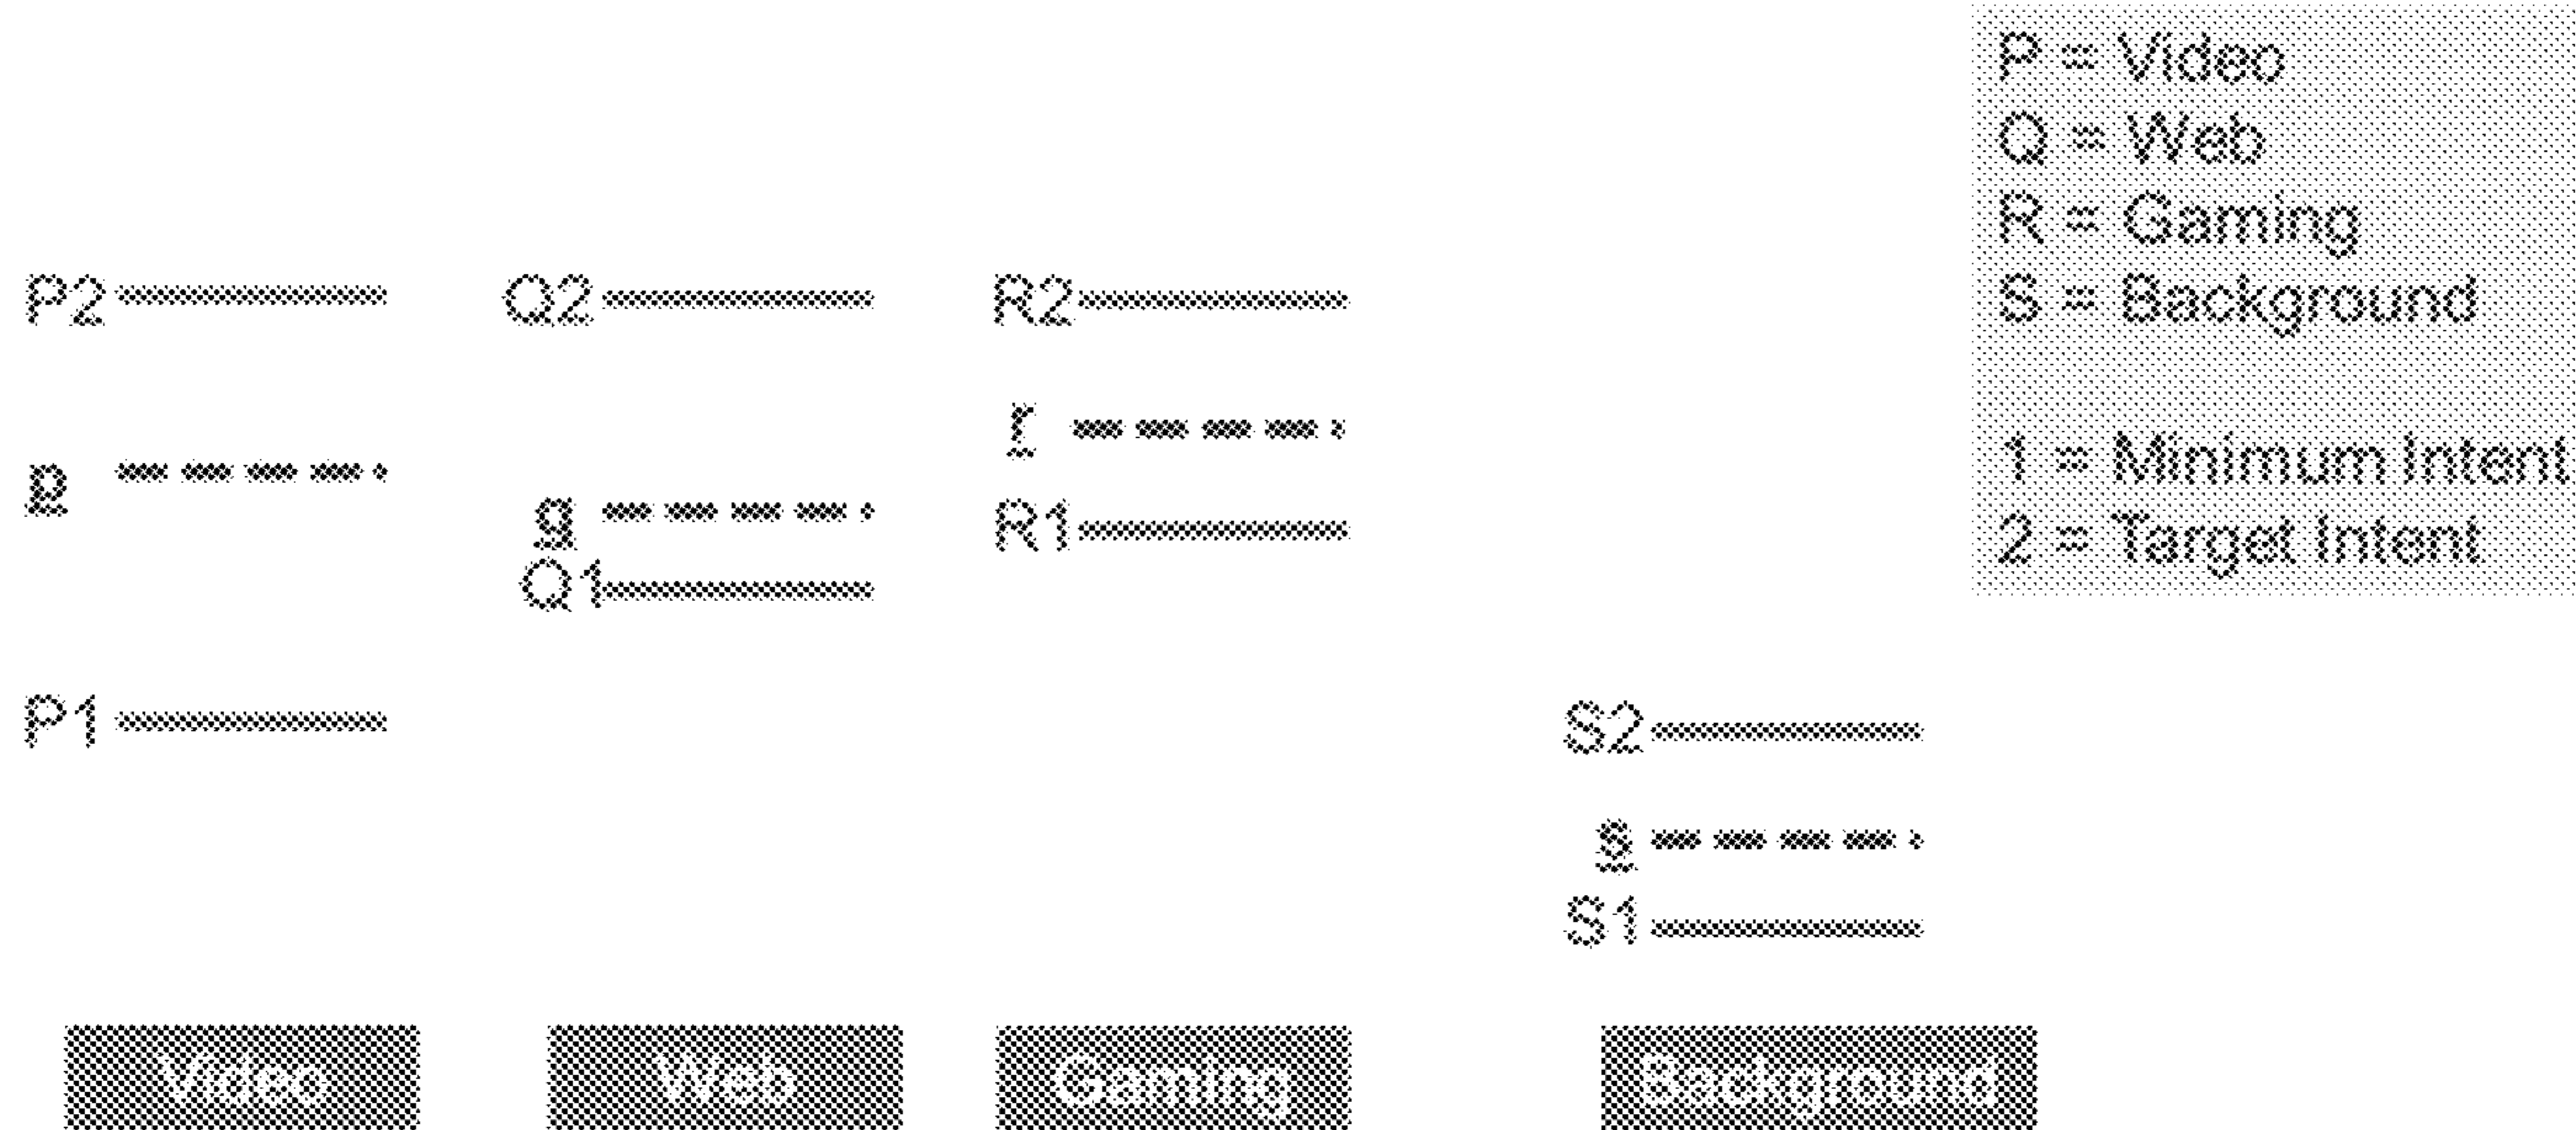 P = Video
Q = Web
R = Gaming
S = Background
1 = Minimum Intent
2 = Target Intent
P2
Q2
R2
r
p
q
R1
Q1
P1
S2
s
S1
Video
Web
Gaming
Background